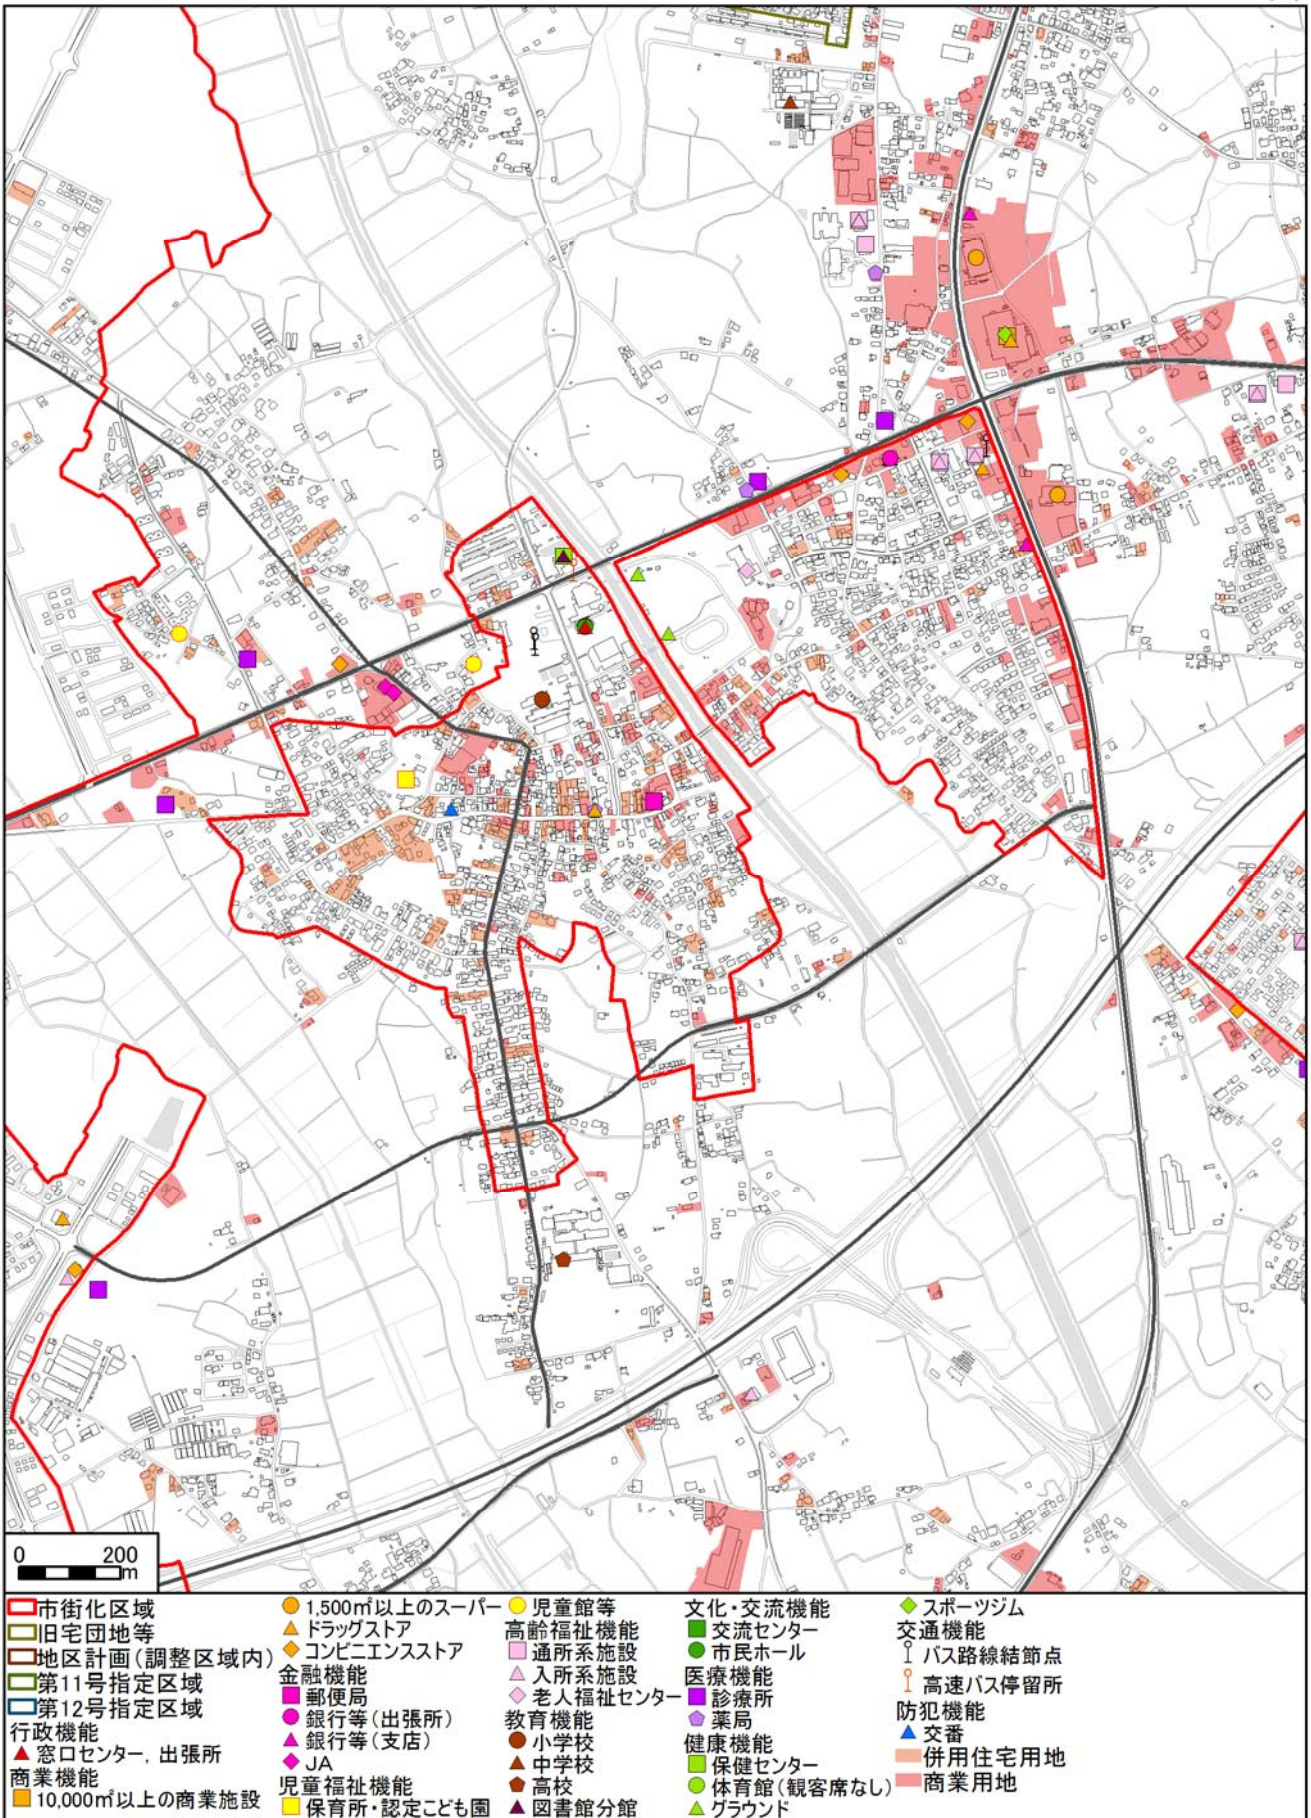 0 200
m
市街化区域
旧宅団地等
地区計画(調整区域内)
第11号指定区域
第12号指定区域
行政機能
窓口センター，出張所
商業機能
10,000㎡以上の商業施設
1,500㎡以上のスーパー
ドラッグストア
コンビニエンスストア
金融機能
郵便局
銀行等(出張所)
銀行等(支店)
JA
児童福祉機能
保育所・認定こども園
児童館等
高齢福祉機能
通所系施設
入所系施設
老人福祉センター
教育機能
小学校
中学校
高校
図書館分館
文化・交流機能
交流センター
市民ホール
医療機能
診療所
薬局
健康機能
保健センター
体育館(観客席なし)
グラウンド
スポーツジム
交通機能
バス路線結節点
高速バス停留所
防犯機能
交番
併用住宅用地
商業用地